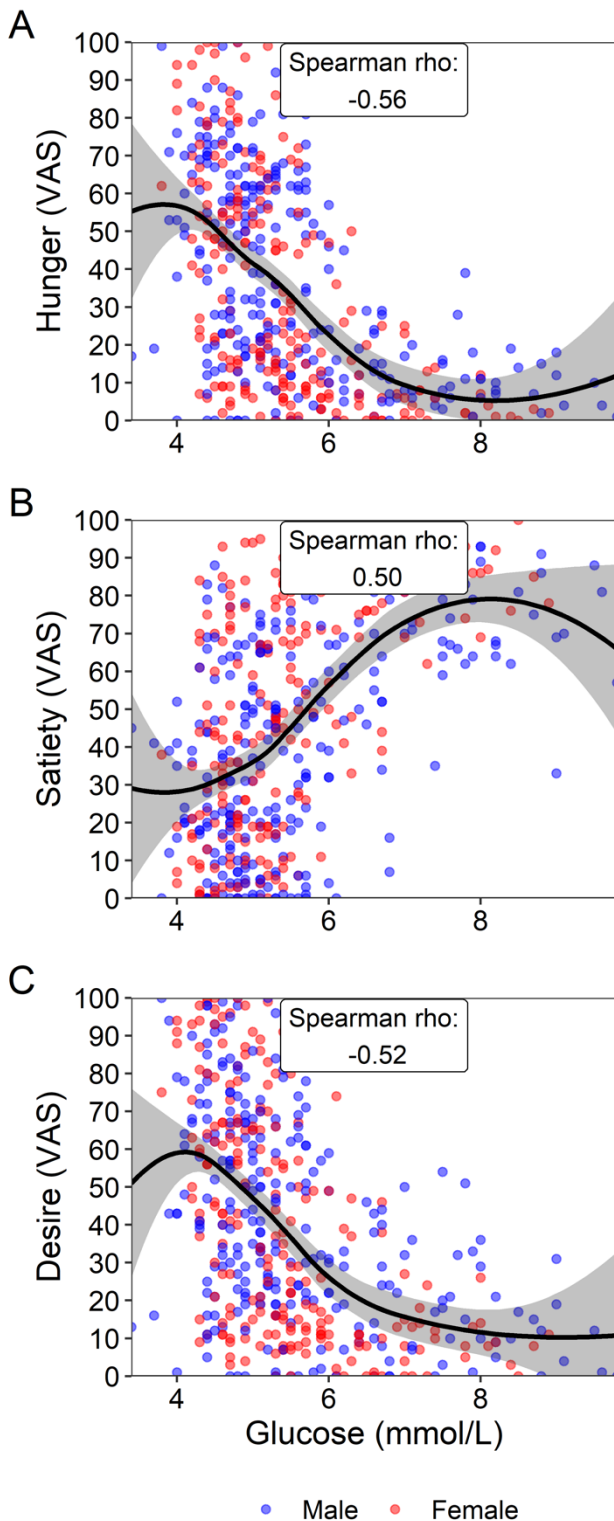 A
Hunger (VAS)
100
90
80
70
60
50
40
30
20
10
0
Spearman rho:
-0.56
4 6 8
B
Satiety (VAS)
100
90
80
70
60
50
40
30
20
10
0
Spearman rho:
0.50
4 6 8
C
Desire (VAS)
100
90
80
70
60
50
40
30
20
10
0
Spearman rho:
-0.52
4 6 8
Glucose (mmol/L)
Male Female